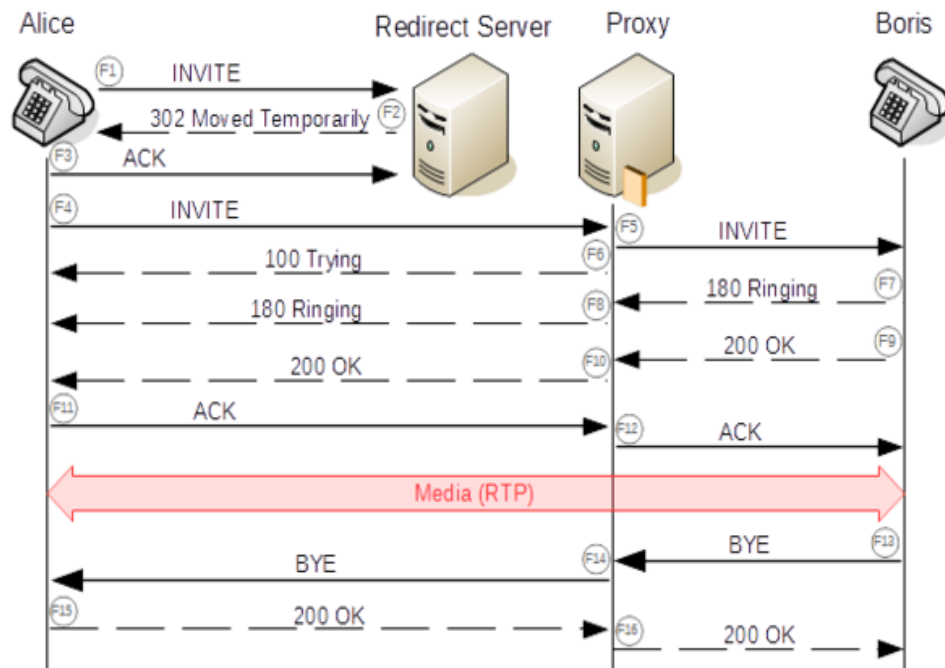 Alice
Redirect Server
Proxy
Boris
F1
INVITE
F2
302 Moved Temporarily
F3
ACK
F4
INVITE
F5
INVITE
F6
100 Trying
F7
180 Ringing
F8
180 Ringing
F9
200 OK
F10
200 OK
F11
ACK
F12
ACK
Media (RTP)
F13
BYE
F14
BYE
F15
200 OK
F16
200 OK